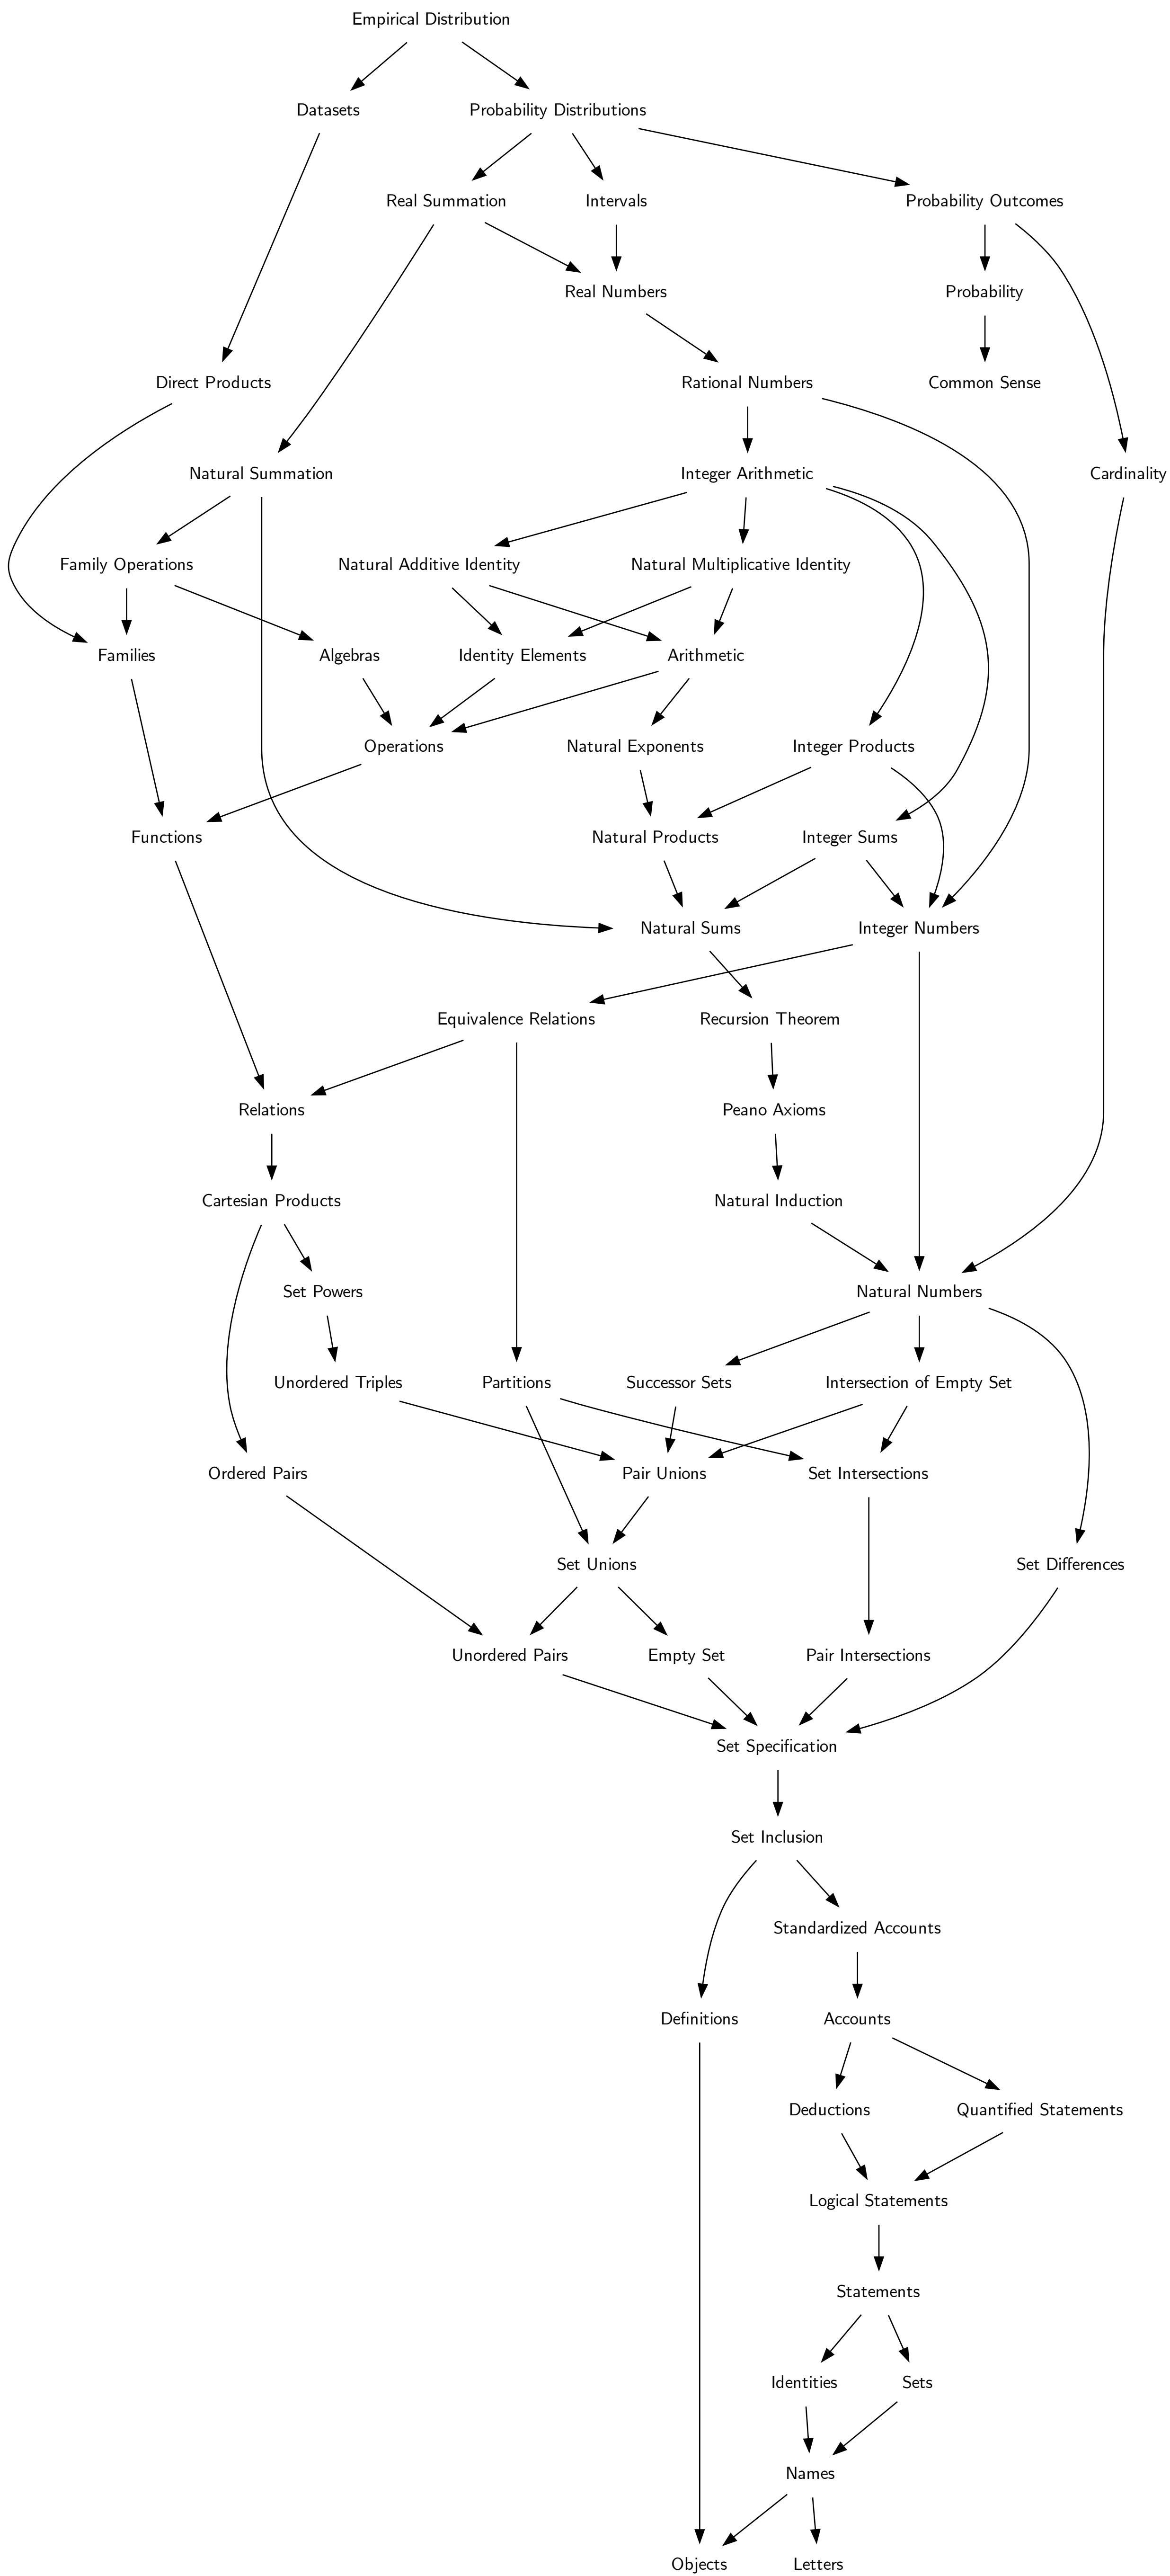 Empirical Distribution
Datasets
Probability Distributions
Real Summation
Intervals
Probability Outcomes
Real Numbers
Probability
Direct Products
Rational Numbers
Common Sense
Natural Summation
Integer Arithmetic
Cardinality
Family Operations
Natural Additive Identity
Natural Multiplicative Identity
Families
Algebras
Identity Elements
Arithmetic
Operations
Natural Exponents
Integer Products
Functions
Natural Products
Integer Sums
Natural Sums
Integer Numbers
Equivalence Relations
Recursion Theorem
Relations
Peano Axioms
Cartesian Products
Natural Induction
Set Powers
Natural Numbers
Unordered Triples
Partitions
Successor Sets
Intersection of Empty Set
Ordered Pairs
Pair Unions
Set Intersections
Set Unions
Set Differences
Unordered Pairs
Empty Set
Pair Intersections
Set Specification
Set Inclusion
Standardized Accounts
Definitions
Accounts
Deductions
Quantified Statements
Logical Statements
Statements
Identities
Sets
Names
Objects
Letters